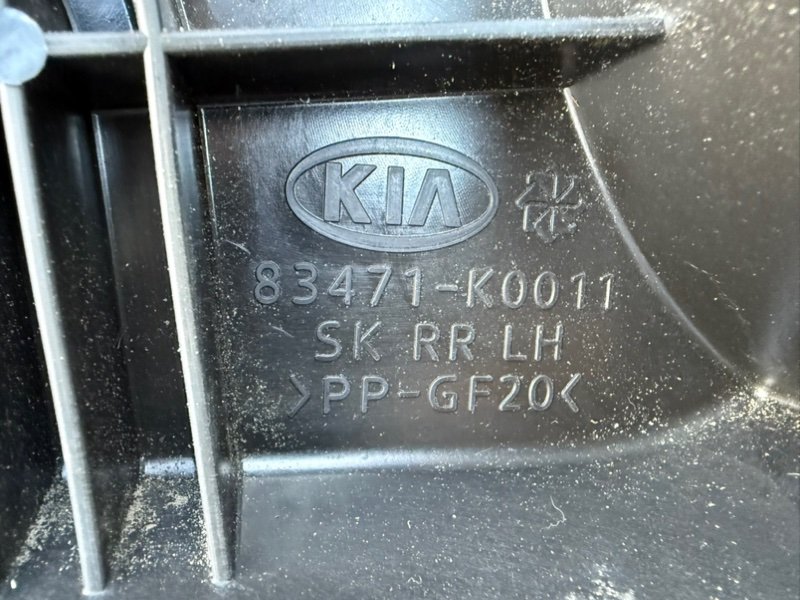 KIA
83471-K0011
SK RR LH
>PP-GF20<